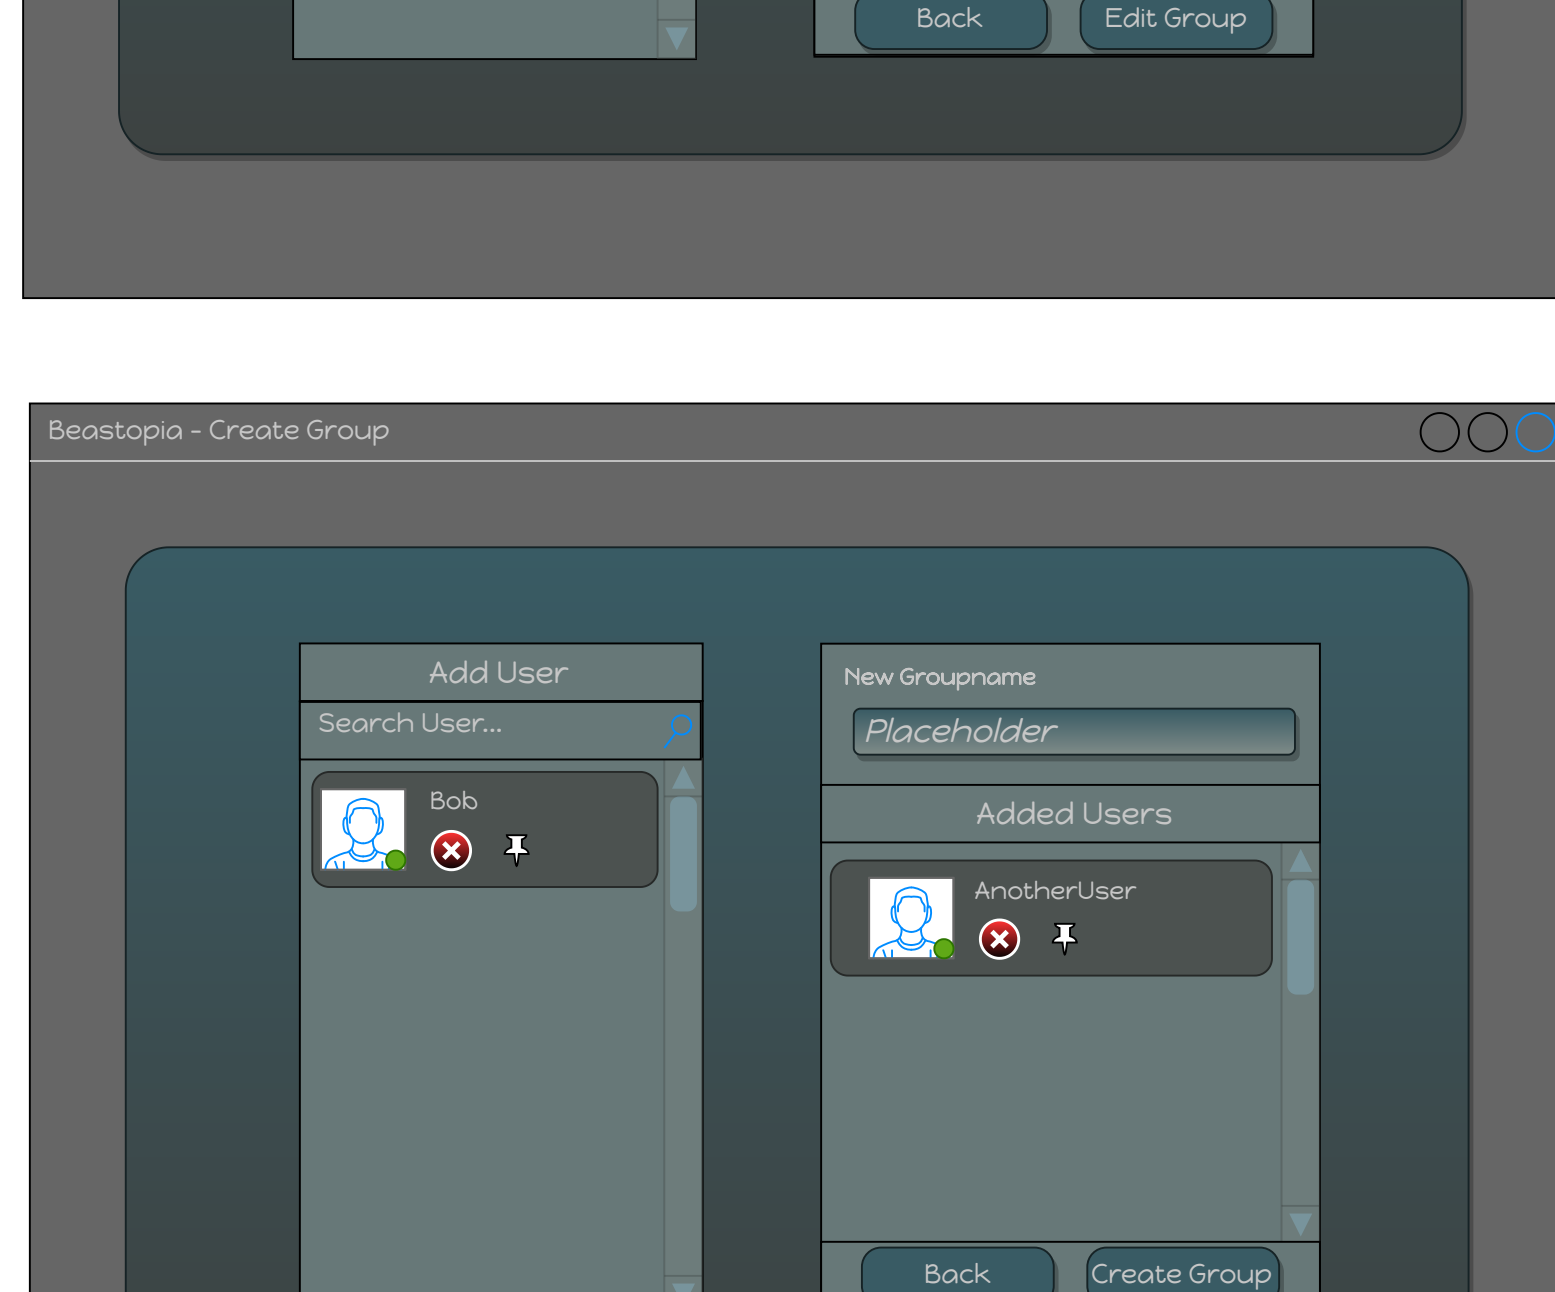 Back
Edit Group
Beastopia - Create Group
Add User
Search User...
Bob
New Groupname
Placeholder
Added Users
AnotherUser
Back
Create Group